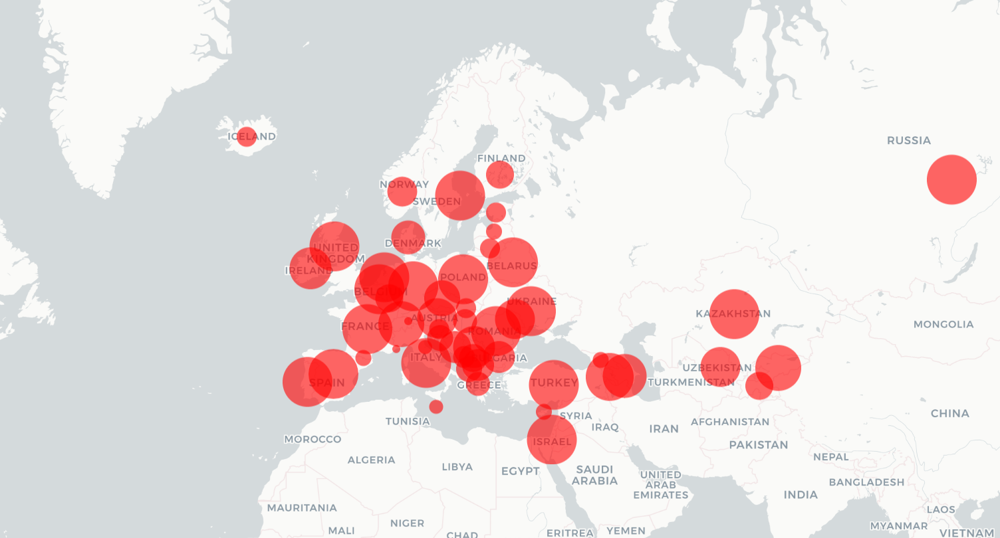 ICELAND
RUSSIA
FINLAND
NORWAY
SWEDEN
DENMARK
UNITED
KINGDOM
IRELAND
BELARUS
POLAND
BELGIUM
UKRAINE
KAZAKHSTAN
AUSTRIA
FRANCE
MONGOLIA
ROMANIA
ITALY
BULGARIA
UZBEKISTAN
SPAIN
GREECE
TURKEY
TURKMENISTAN
CHINA
SYRIA
TUNISIA
AFGHANISTAN
IRAQ
IRAN
MOROCCO
ISRAEL
PAKISTAN
ALGERIA
NEPAL
LIBYA
EGYPT
SAUDI
ARABIA
UNITED
ARAB
EMIRATES
BANGLADESH
INDIA
MAURITANIA
LAOS
NIGER
MYANMAR
MALI
CHAD
ERITREA
YEMEN
VIETNAM